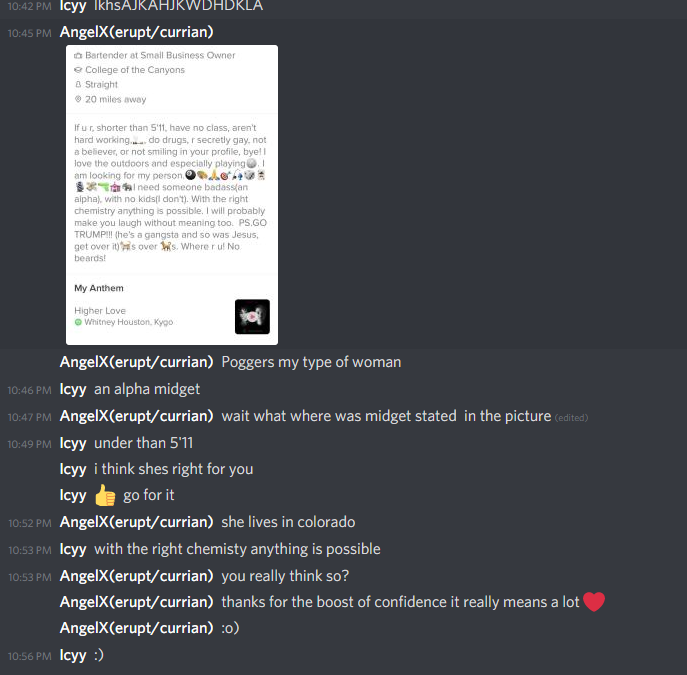 10:42 PM Icyy lkhsAJKAHJKWDHDKLA
10:45 PM AngelX(erupt/currian)
Bartender at Small Business Owner
College of the Canyons
Straight
20 miles away
If u r, shorter than 5'11, have no class, aren't
hard working, do drugs, r secretly gay, not
a believer, or not smiling in your profile, bye! I
love the outdoors and especially playing. I
am looking for my person
I need someone badass(an
alpha), with no kids(I don't). With the right
chemistry anything is possible. I will probably
make you laugh without meaning too. PS.GO
TRUMP!!! (he's a gangsta and so was Jesus,
get over it) s over s. Where r u! No
beards!
My Anthem
Higher Love
Whitney Houston, Kygo
AngelX(erupt/currian) Poggers my type of woman
10:46 PM Icyy an alpha midget
10:47 PM AngelX(erupt/currian) wait what where was midget stated in the picture (edited)
10:49 PM Icyy under than 5'11
Icyy i think shes right for you
Icyy 👍 go for it
10:52 PM AngelX(erupt/currian) she lives in colorado
10:53 PM Icyy with the right chemisty anything is possible
10:53 PM AngelX(erupt/currian) you really think so?
AngelX(erupt/currian) thanks for the boost of confidence it really means a lot ❤️
AngelX(erupt/currian) :o)
10:56 PM Icyy :)